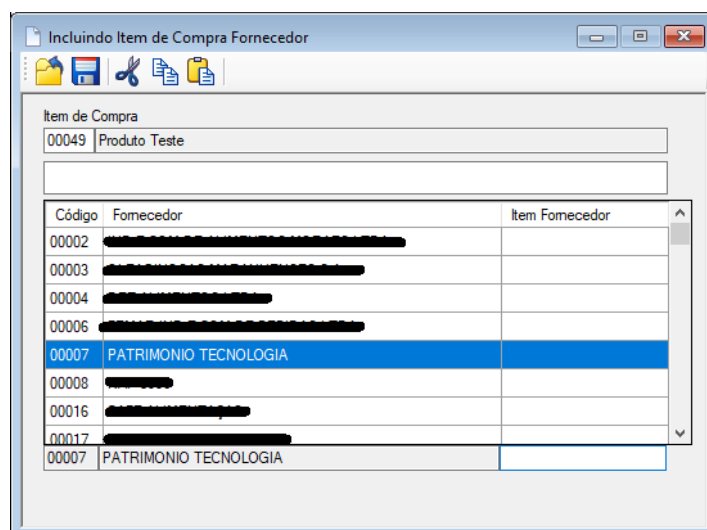 Incluindo Item de Compra Fornecedor
Item de Compra
00049 Produto Teste
Código Fornecedor Item Fornecedor
00002
00003
00004
00006
00007 PATRIMONIO TECNOLOGIA
00008
00016
00017
00007 PATRIMONIO TECNOLOGIA